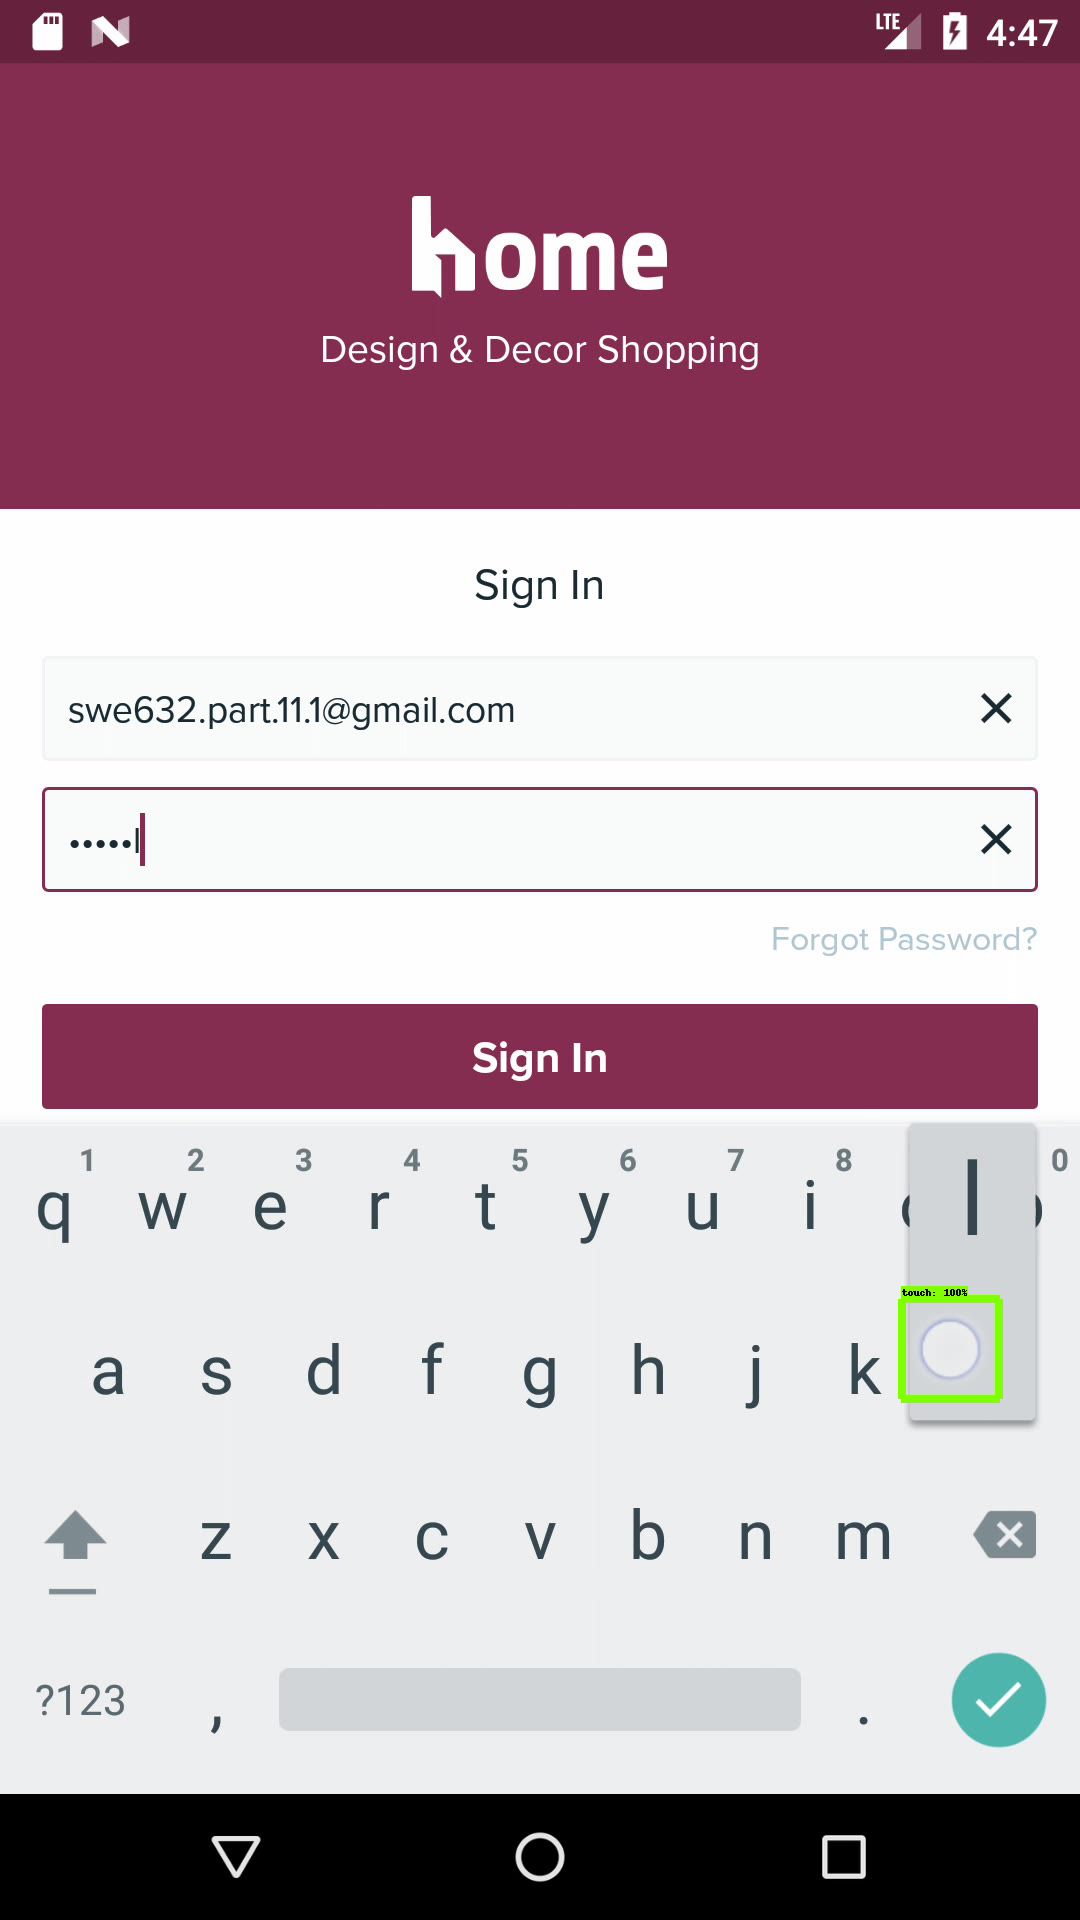 LTE 4:47
home
Design & Decor Shopping
Sign In
swe632.part.11.1@gmail.com
•••••l
Forgot Password?
Sign In
1 2 3 4 5 6 7 8 0
q w e r t y u i l
touch: 100%
a s d f g h j k
z x c v b n m
?123 , .